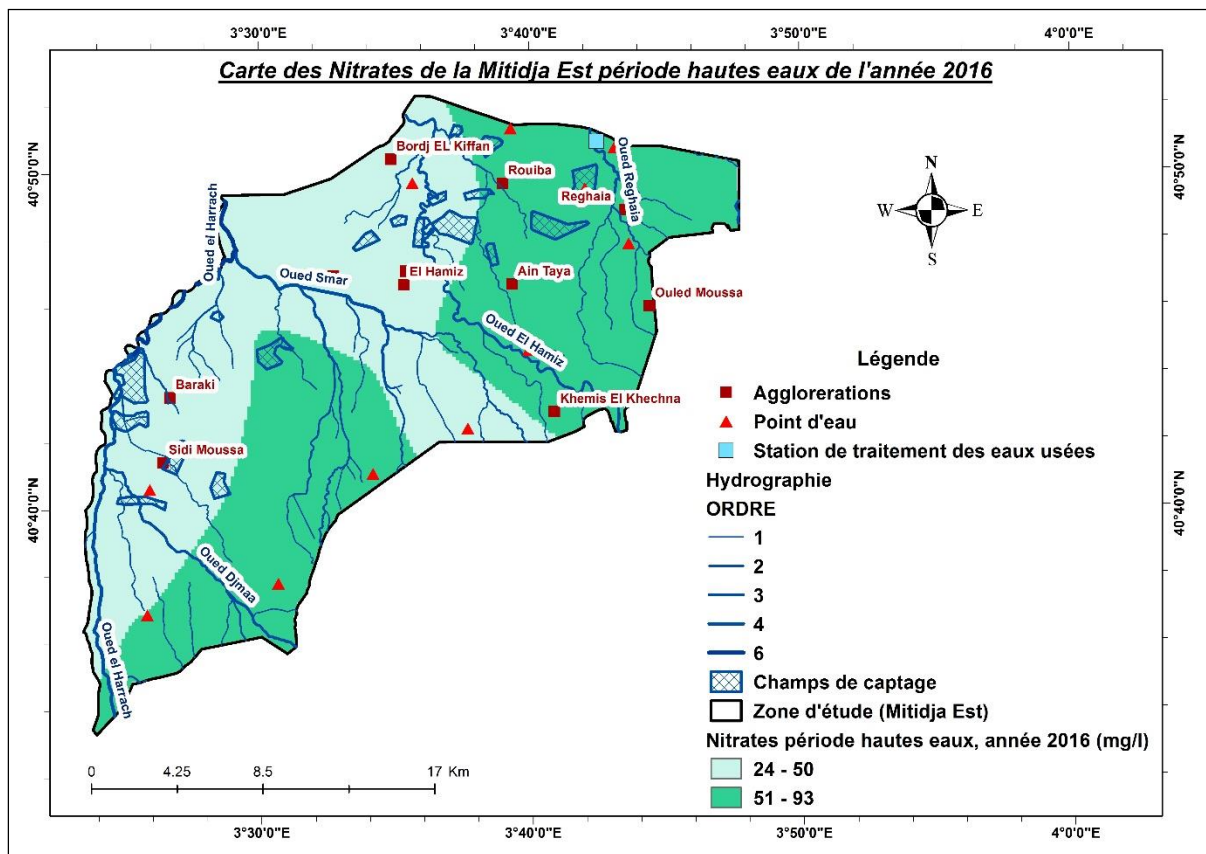 3°30'0"E
3°40'0"E
3°50'0"E
4°0'0"E
Carte des Nitrates de la Mitidja Est période hautes eaux de l'année 2016
40°50'0"N
40°50'0"N
Bordj EL Kiffan
Rouiba
Reghaia
Oued Reghaia
N
W
E
S
Oued el Harrach
Oued Smar
El Hamiz
Ain Taya
Ouled Moussa
Oued El Hamiz
Baraki
Khemis El Khechna
Sidi Moussa
40°40'0"N
40°40'0"N
Oued Djmaa
Oued el Harrach
Légende
Agglorerations
Point d'eau
Station de traitement des eaux usées
Hydrographie
ORDRE
1
2
3
4
6
Champs de captage
Zone d'étude (Mitidja Est)
Nitrates période hautes eaux, année 2016 (mg/l)
24 - 50
51 - 93
0
4.25
8.5
17 Km
3°30'0"E
3°40'0"E
3°50'0"E
4°0'0"E